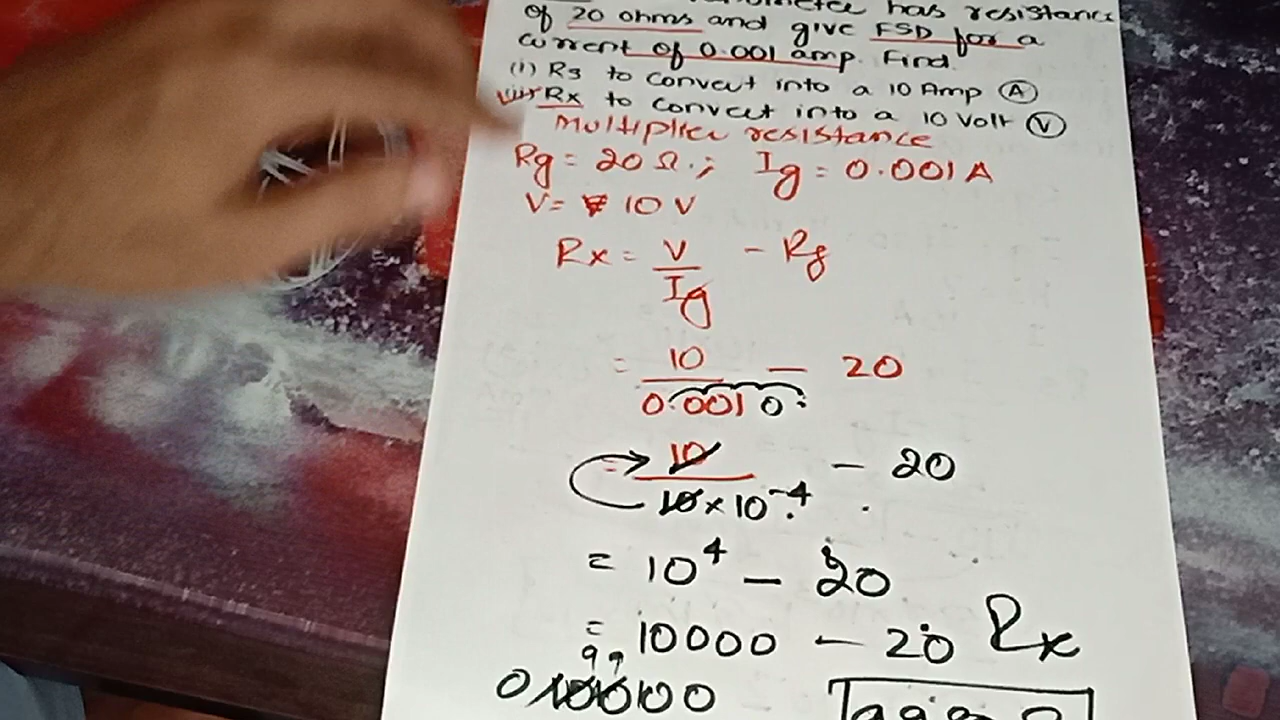 has resistance
of 20 ohms and give FSD for a
current of 0.001 amp. Find.
(i) Rs to convert into a 10 Amp (A)
(ii) Rx to convert into a 10 Volt (V)
Multiplier resistance
Rg = 20 Ω.; Ig = 0.001 A
V = 10 V
Rx = V/Ig - Rg
= 10/0.0010 - 20
= 10/10×10⁻⁴ - 20
= 10⁴ - 20
= 10000 - 20 Rx